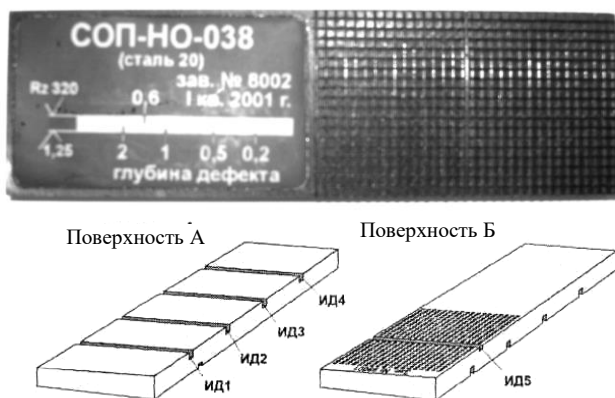 СОП-НО-038
(сталь 20)
зав. № 8002
I кв. 2001 г.
Rz 320
0,6
1,25
2 1 0,5 0,2
глубина дефекта
Поверхность А
Поверхность Б
ИД4
ИД3
ИД2
ИД1
ИД5